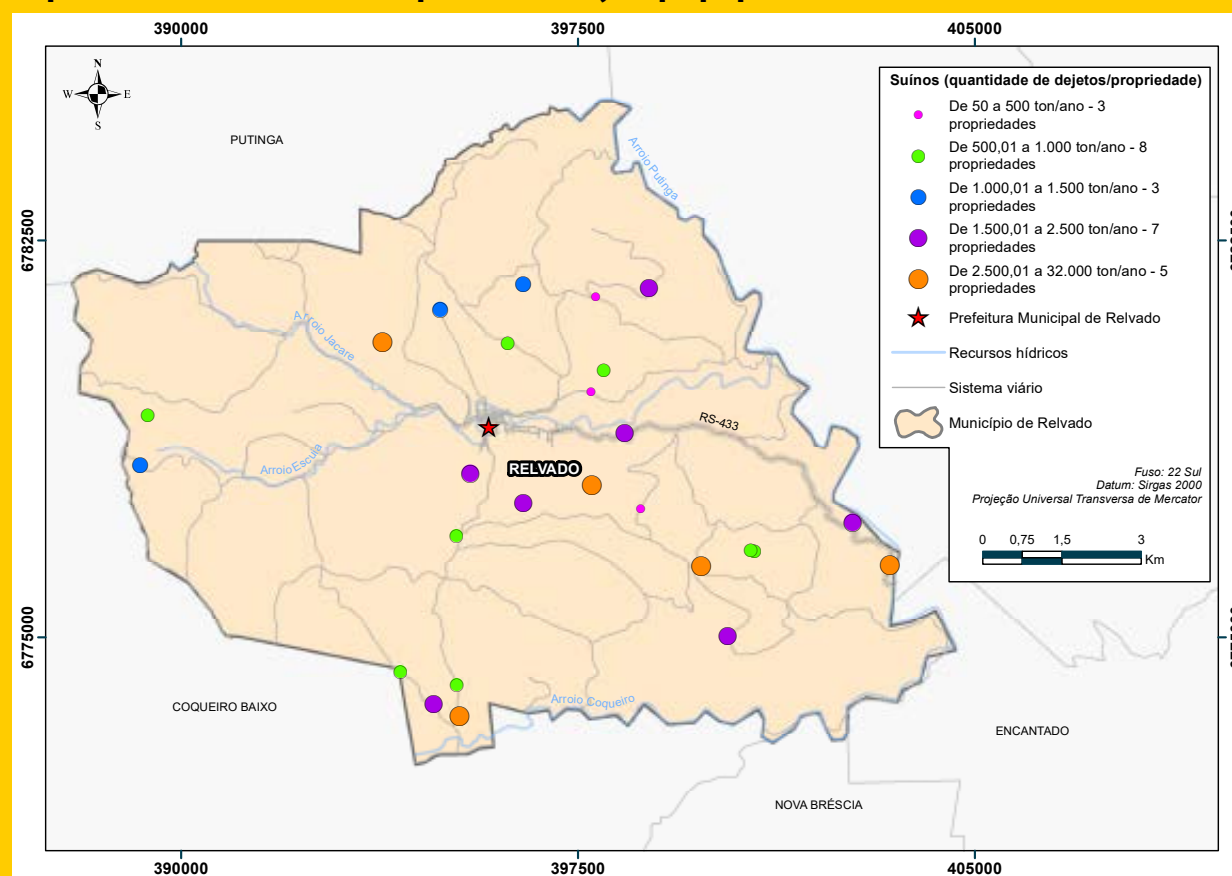 390000
397500
405000
N
W
E
S
Suínos (quantidade de dejetos/propriedade)
De 50 a 500 ton/ano - 3
propriedades
De 500,01 a 1.000 ton/ano - 8
propriedades
De 1.000,01 a 1.500 ton/ano - 3
propriedades
De 1.500,01 a 2.500 ton/ano - 7
propriedades
De 2.500,01 a 32.000 ton/ano - 5
propriedades
Prefeitura Municipal de Relvado
Recursos hídricos
Sistema viário
Município de Relvado
Fuso: 22 Sul
Datum: Sirgas 2000
Projeção Universal Transversa de Mercator
0 0,75 1,5 3
Km
PUTINGA
Arroio Putinga
6782500
Arroio Jacare
RS-433
Arroio Escuia
RELVADO
6775000
COQUEIRO BAIXO
Arroio Coqueiro
ENCANTADO
NOVA BRÉSCIA
390000
397500
405000